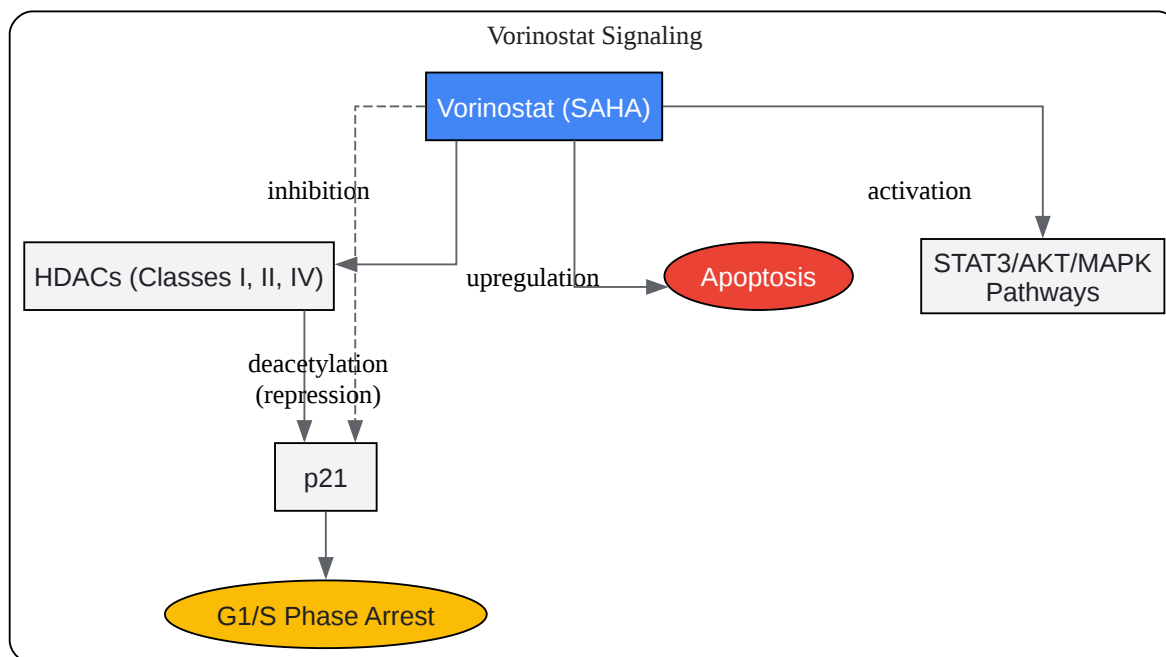 Vorinostat Signaling
Vorinostat (SAHA)
inhibition
activation
HDACs (Classes I, II, IV)
upregulation
Apoptosis
STAT3/AKT/MAPK
Pathways
deacetylation
(repression)
p21
G1/S Phase Arrest